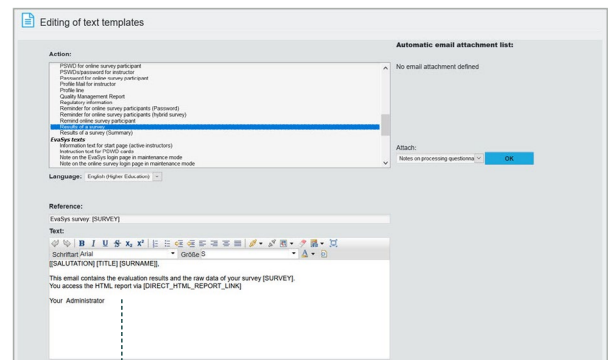 Editing of text templates
Action:
PSWD for online survey participant
PSWDs/password for instructor
Password for online survey participant
Profile Mail for instructor
Profile line
Quality Management Report
Regulatory information
Reminder for online survey participants (Password)
Reminder for online survey participants (hybrid survey)
Remind online survey participant
Results of a survey
Results of a survey (Summary)
EvaSys texts
Information text for start page (active instructors)
Instruction text for PSWD cards
Note on the EvaSys login page in maintenance mode
Note on the online survey login page in maintenance mode
Language: English (Higher Education)
Automatic email attachment list:
No email attachment defined
Attach:
Notes on processing questionna
OK
Reference:
EvaSys survey: [SURVEY]
Text:
B I U S X₂ X²
Schriftart Arial Größe S
[[SALUTATION] [TITLE] [SURNAME]],
This email contains the evaluation results and the raw data of your survey [SURVEY].
You access the HTML report via [DIRECT_HTML_REPORT_LINK]
Your Administrator